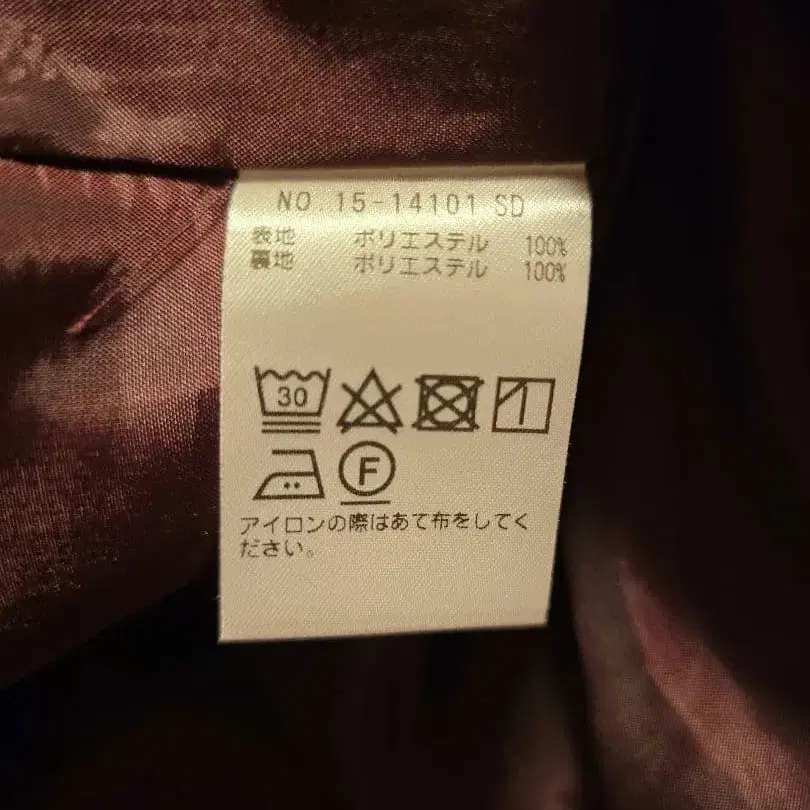 NO 15-14101 SD
表地 ポリエステル 100%
裏地 ポリエステル 100%
30
F
アイロンの際はあて布をしてく
ださい。